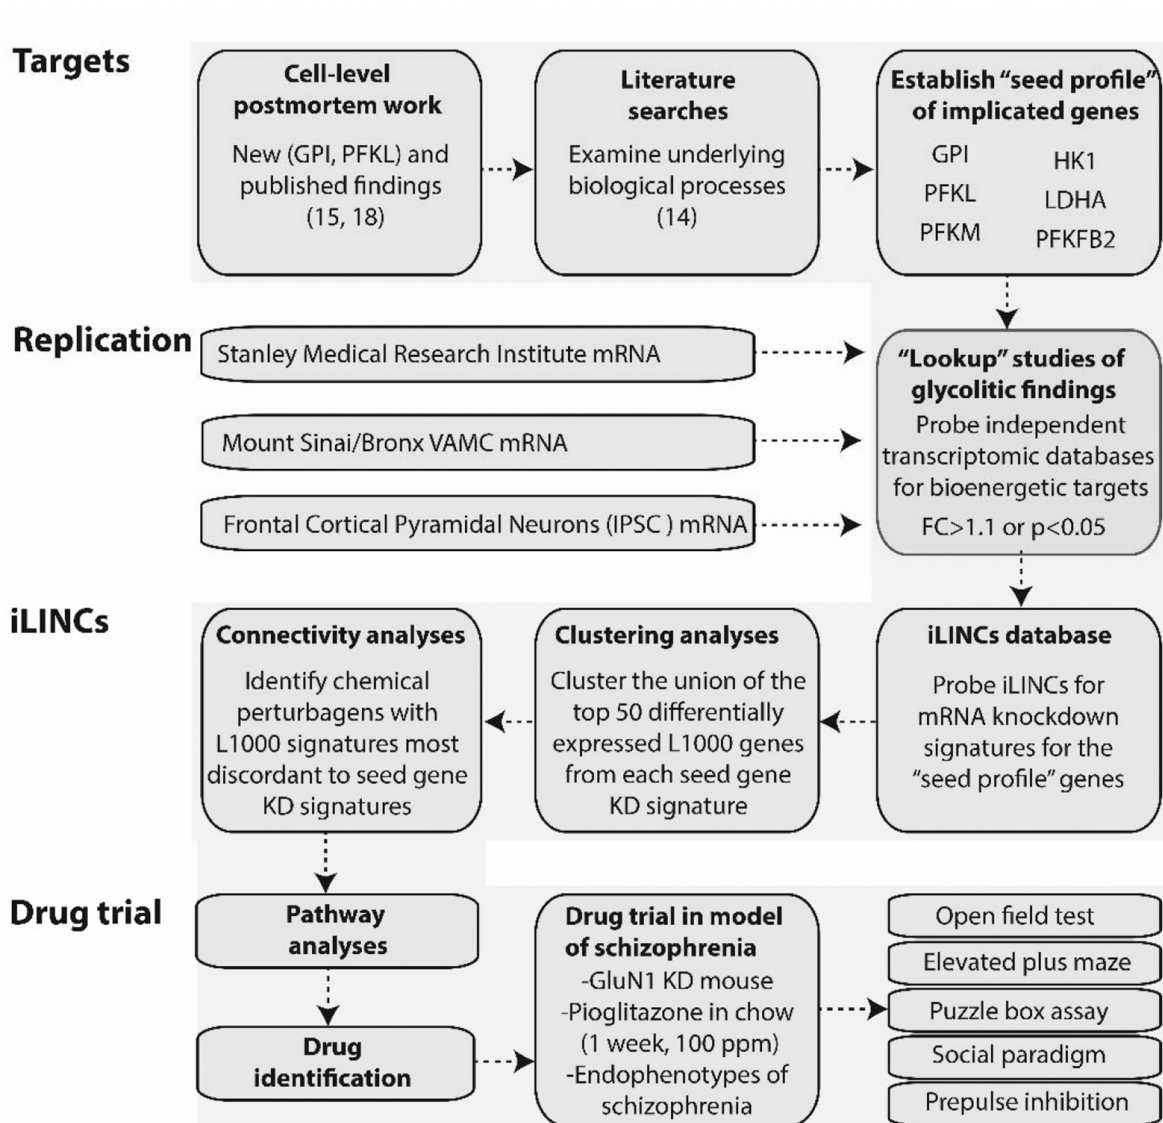 Targets
Cell-level
postmortem work
New (GPI, PFKL) and
published findings
(15, 18)
Literature
searches
Examine underlying
biological processes
(14)
Establish “seed profile”
of implicated genes
GPI
HK1
PFKL
LDHA
PFKM
PFKFB2
Replication
Stanley Medical Research Institute mRNA
Mount Sinai/Bronx VAMC mRNA
Frontal Cortical Pyramidal Neurons (IPSC ) mRNA
“Lookup” studies of
glycolitic findings
Probe independent
transcriptomic databases
for bioenergetic targets
FC>1.1 or p<0.05
iLINCs
Connectivity analyses
Identify chemical
perturbagens with
L1000 signatures most
discordant to seed gene
KD signatures
Clustering analyses
Cluster the union of the
top 50 differentially
expressed L1000 genes
from each seed gene
KD signature
iLINCs database
Probe iLINCs for
mRNA knockdown
signatures for the
“seed profile” genes
Drug trial
Pathway
analyses
Drug
identification
Drug trial in model
of schizophrenia
-GluN1 KD mouse
-Pioglitazone in chow
(1 week, 100 ppm)
-Endophenotypes of
schizophrenia
Open field test
Elevated plus maze
Puzzle box assay
Social paradigm
Prepulse inhibition